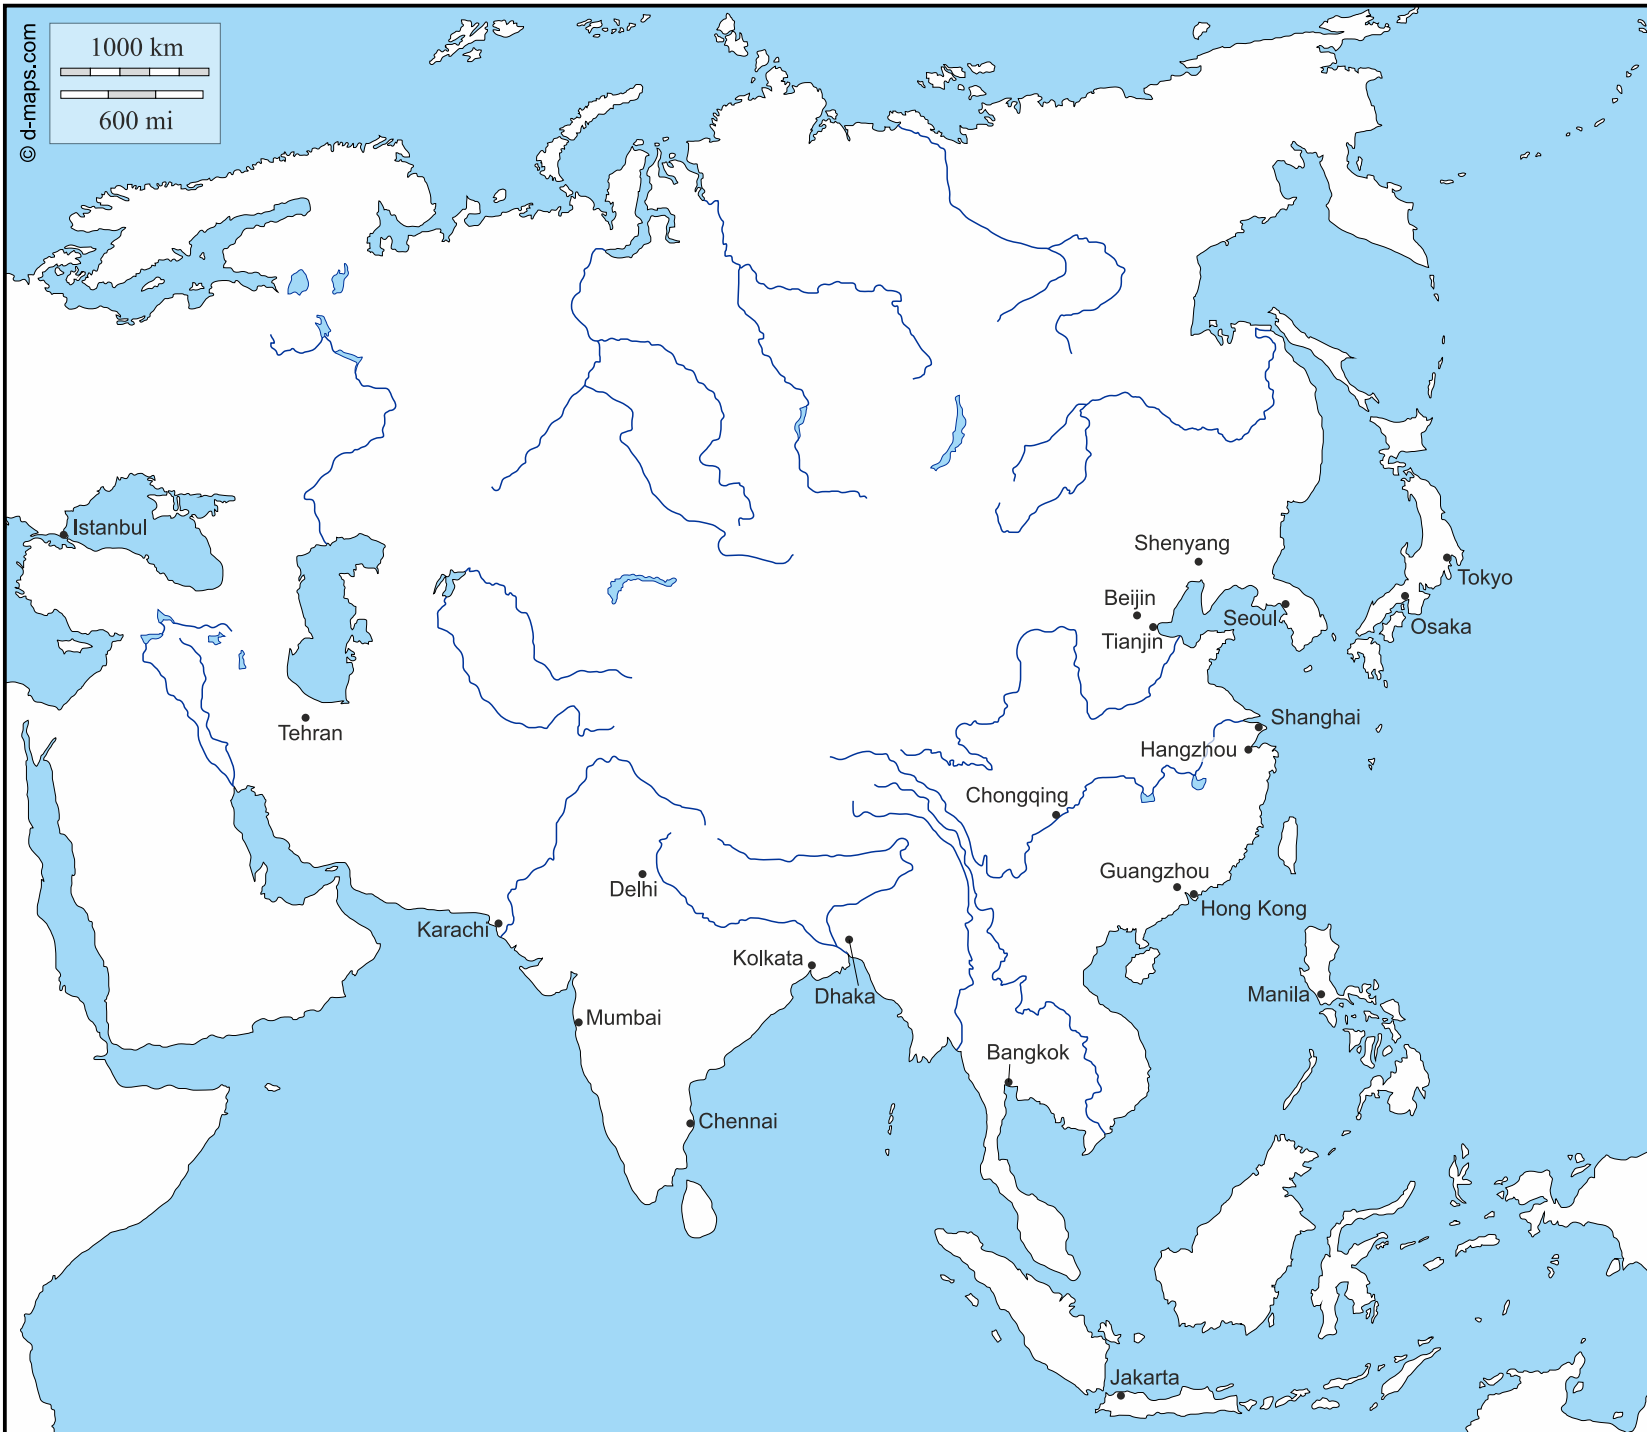 © d-maps.com
1000 km
600 mi
Istanbul
Shenyang
Tokyo
Beijin
Seoul
Osaka
Tianjin
Shanghai
Tehran
Hangzhou
Chongqing
Guangzhou
Delhi
Hong Kong
Karachi
Kolkata
Manila
Dhaka
Mumbai
Bangkok
Chennai
Jakarta